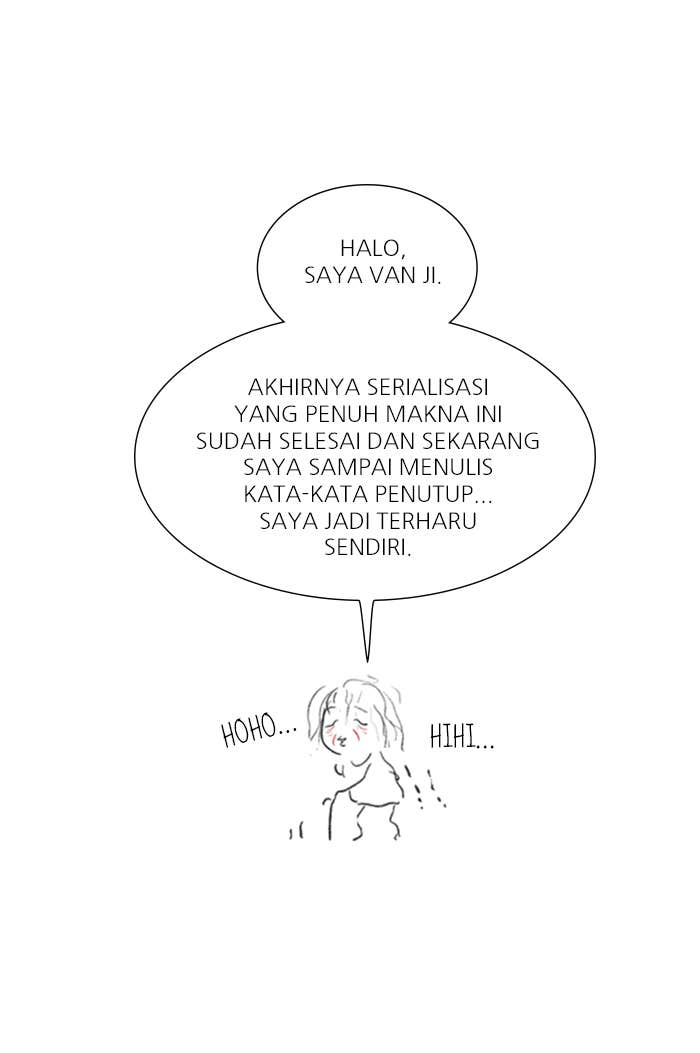 HALO,
SAYA VAN JI.
AKHIRNYA SERIALISASI
YANG PENUH MAKNA INI
SUDAH SELESAI DAN SEKARANG
SAYA SAMPAI MENULIS
KATA-KATA PENUTUP...
SAYA JADI TERHARU
SENDIRI.
HOHO...
HIHI...